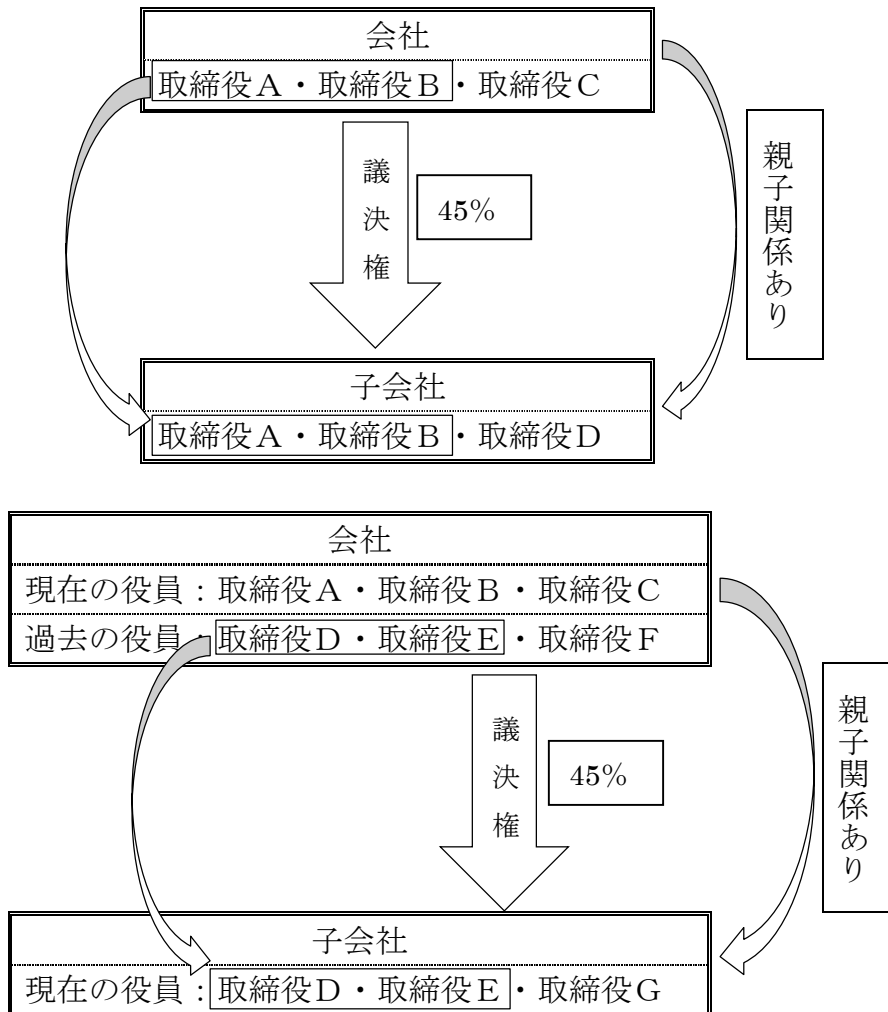 会社
取締役A・取締役B・取締役C
議決権
45%
親子関係あり
子会社
取締役A・取締役B・取締役D
会社
現在の役員：取締役A・取締役B・取締役C
過去の役員：取締役D・取締役E・取締役F
議決権
45%
親子関係あり
子会社
現在の役員：取締役D・取締役E・取締役G